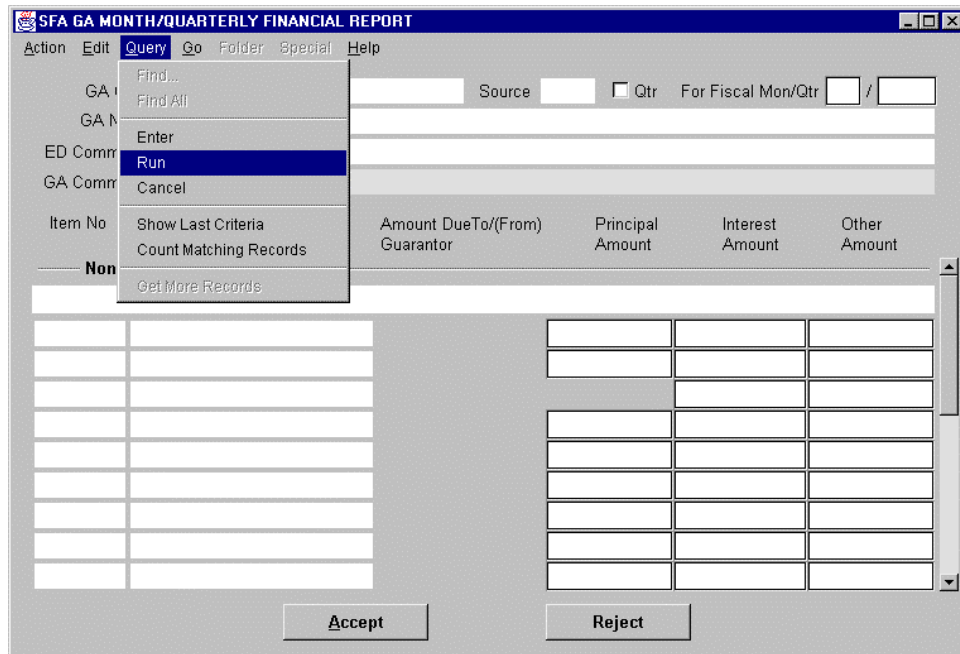 SFA GA MONTH/QUARTERLY FINANCIAL REPORT
Action Edit Query Go Folder Special Help
Find...
Find All
Enter
Run
Cancel
Show Last Criteria
Count Matching Records
Get More Records
GA Source Qtr For Fiscal Mon/Qtr /
GA
ED Comm
GA Comm
Item No Amount DueTo/(From) Guarantor Principal Amount Interest Amount Other Amount
Non
Accept Reject